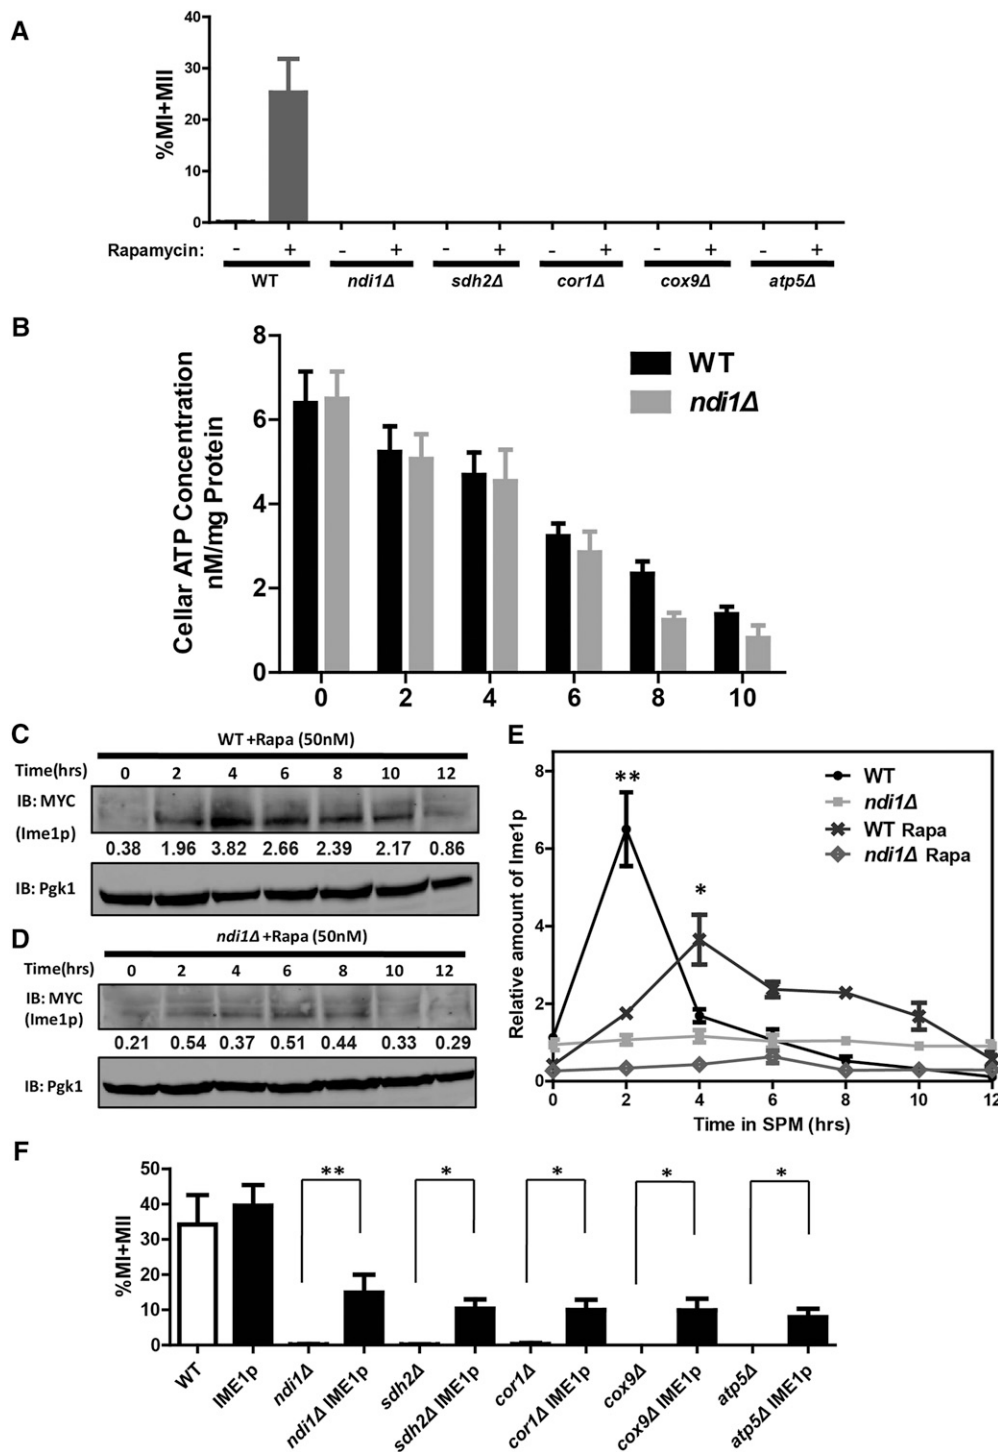 A
%MI+MII
40
30
20
10
0
Rapamycin: - + - + - + - + - + - +
WT ndi1Δ sdh2Δ cor1Δ cox9Δ atp5Δ
B
Cellar ATP Concentration
nM/mg Protein
8
6
4
2
0
WT
ndi1Δ
0 2 4 6 8 10
C
WT +Rapa (50nM)
Time(hrs) 0 2 4 6 8 10 12
IB: MYC
(Ime1p)
0.38 1.96 3.82 2.66 2.39 2.17 0.86
IB: Pgk1
D
ndi1Δ +Rapa (50nM)
Time(hrs) 0 2 4 6 8 10 12
IB: MYC
(Ime1p)
0.21 0.54 0.37 0.51 0.44 0.33 0.29
IB: Pgk1
E
Relative amount of Ime1p
8
6
4
2
0
**
*
WT
ndi1Δ
WT Rapa
ndi1Δ Rapa
0 2 4 6 8 10 12
Time in SPM (hrs)
F
%MI+MII
50
40
30
20
10
0
** * * * *
WT IME1p ndi1Δ ndi1Δ IME1p sdh2Δ sdh2Δ IME1p cor1Δ cor1Δ IME1p cox9Δ cox9Δ IME1p atp5Δ atp5Δ IME1p